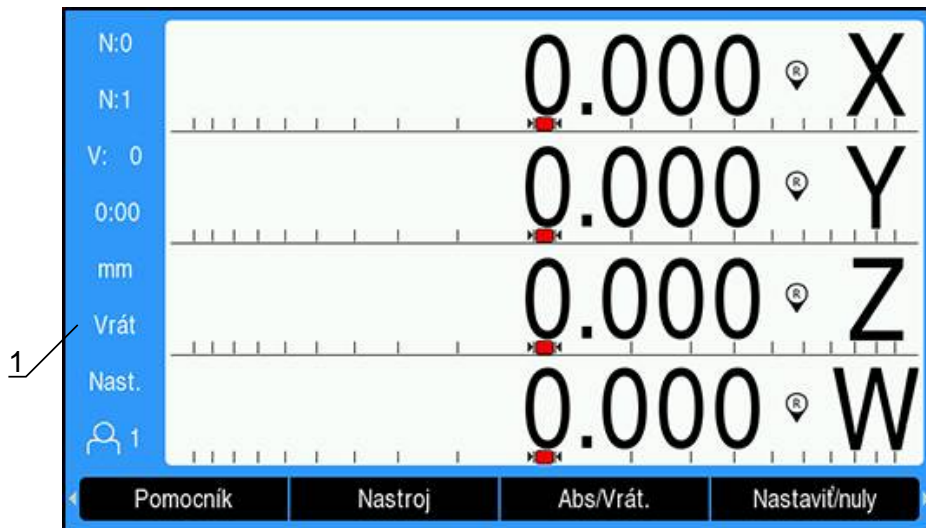 N:0
0.000 ® X
N:1
V: 0
0.000 ® Y
0:00
mm
0.000 ® Z
Vrát
1
Nast.
0.000 ® W
1
Pomocník Nastroj Abs/Vrát. Nastaviť/nuly